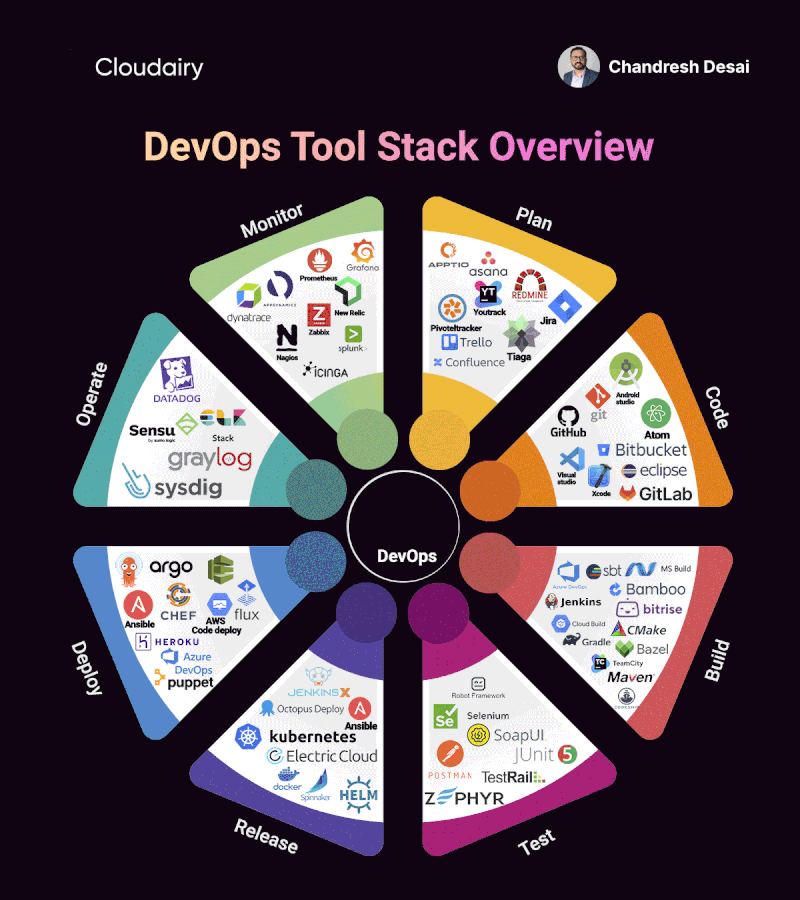 Cloudairy
Chandresh Desai
DevOps Tool Stack Overview
Monitor
Prometheus
Grafana
APPDYNAMICS
dynatrace
New Relic
Zabbix
Nagios
splunk>
ICINGA
Plan
APPTIO
asana
REDMINE
YT
Youtrack
Jira
Pivoteltracker
Trello
Tiaga
Confluence
Code
Android
studio
git
GitHub
Atom
Bitbucket
Visual
studio
Xcode
eclipse
GitLab
Build
Azure DevOps
sbt
MS Build
Bamboo
Jenkins
bitrise
Cloud Build
CMake
Gradle
Bazel
TC
TeamCity
Maven
CODESHIP
Test
Robot Framework
Se
Selenium
SoapUI
JUnit 5
POSTMAN
TestRail
ZEPHYR
Release
JENKINS X
Octopus Deploy
Ansible
kubernetes
Electric Cloud
docker
Spinnaker
HELM
Deploy
argo
Ansible
CHEF
AWS
Code deploy
flux
HEROKU
Azure
DevOps
puppet
Operate
DATADOG
Sensu
by sumo logic
Stack
graylog
sysdig
DevOps